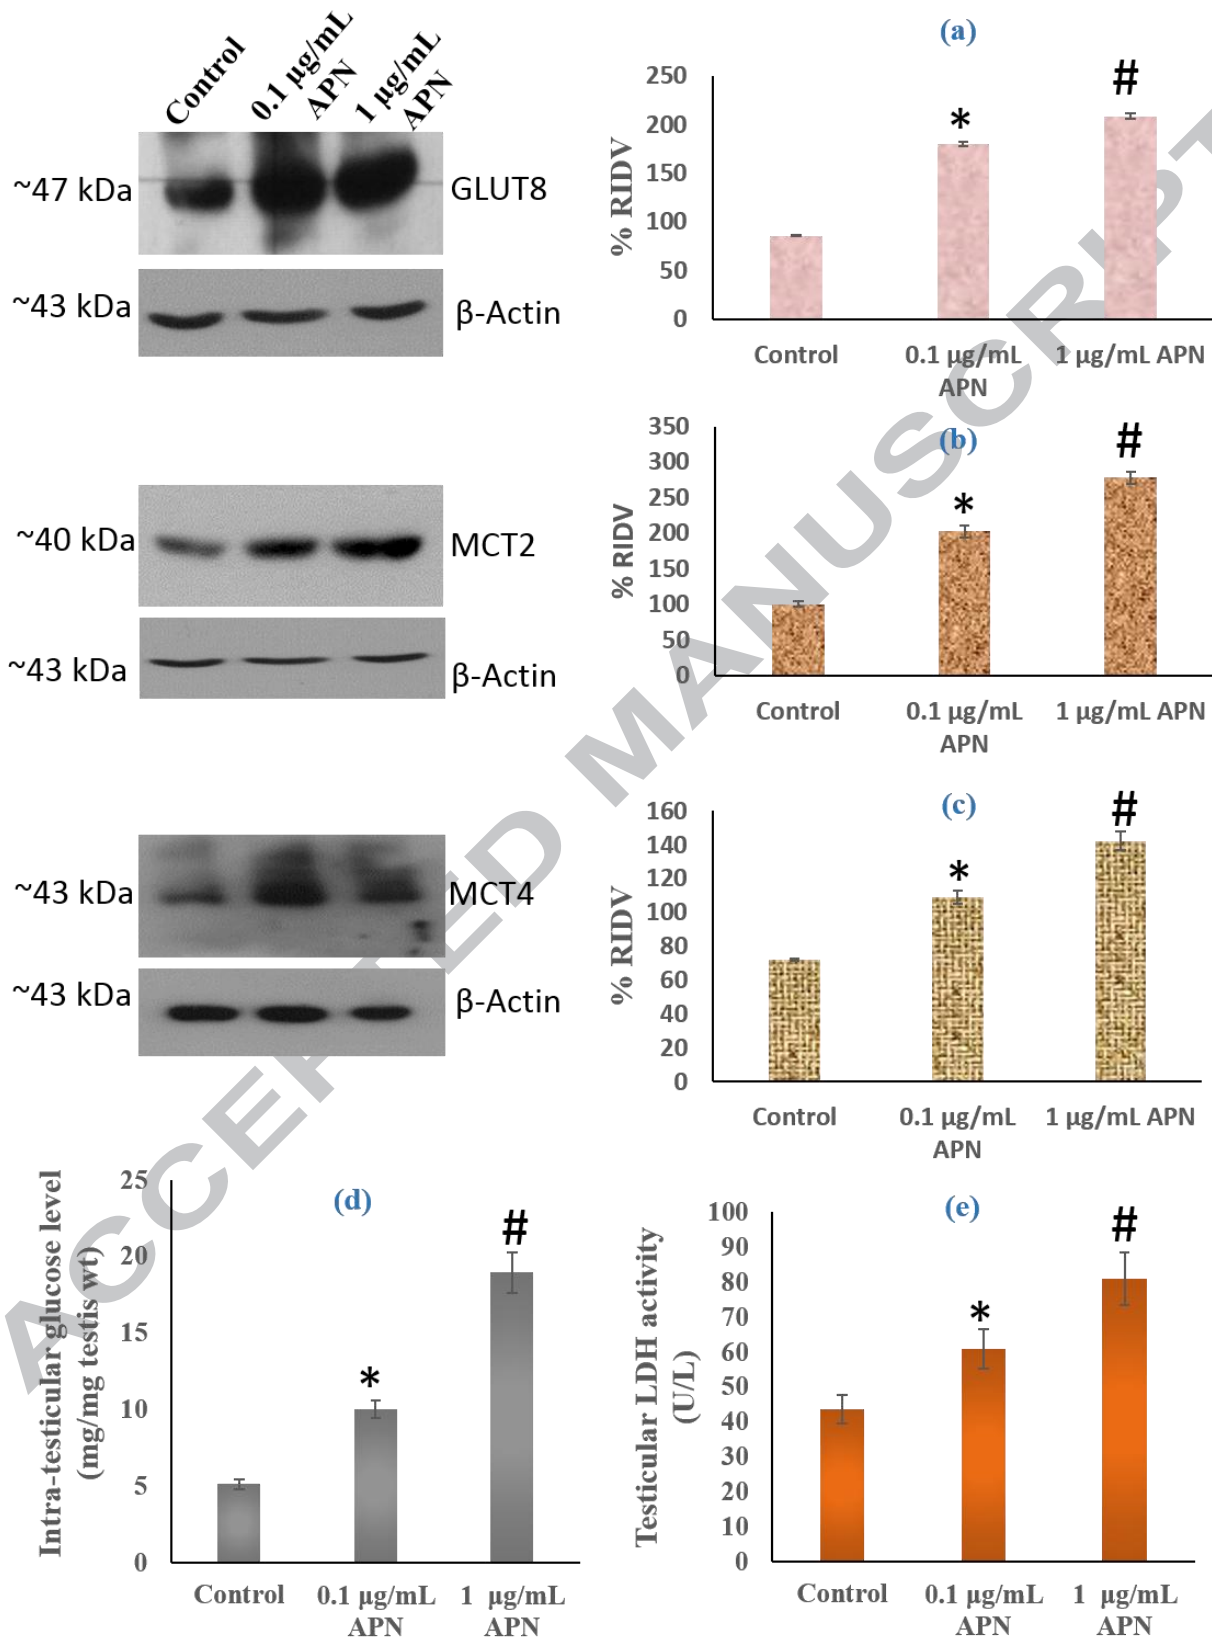 Control
0.1 µg/mL
APN
1 µg/mL
APN
~47 kDa
GLUT8
~43 kDa
β-Actin
(a)
% RIDV
250
200
150
100
50
0
*
#
Control
0.1 µg/mL
APN
1 µg/mL APN
~40 kDa
MCT2
~43 kDa
β-Actin
(b)
% RIDV
350
300
250
200
150
100
50
0
*
#
Control
0.1 µg/mL
APN
1 µg/mL APN
~43 kDa
MCT4
~43 kDa
β-Actin
(c)
% RIDV
160
140
120
100
80
60
40
20
0
*
#
Control
0.1 µg/mL
APN
1 µg/mL APN
(d)
Intra-testicular glucose level
(mg/mg testis wt)
25
20
15
10
5
0
*
#
Control
0.1 µg/mL
APN
1 µg/mL
APN
(e)
Testicular LDH activity
(U/L)
100
90
80
70
60
50
40
30
20
10
0
*
#
Control
0.1 µg/mL
APN
1 µg/mL
APN
ACCEPTED MANUSCRIPT